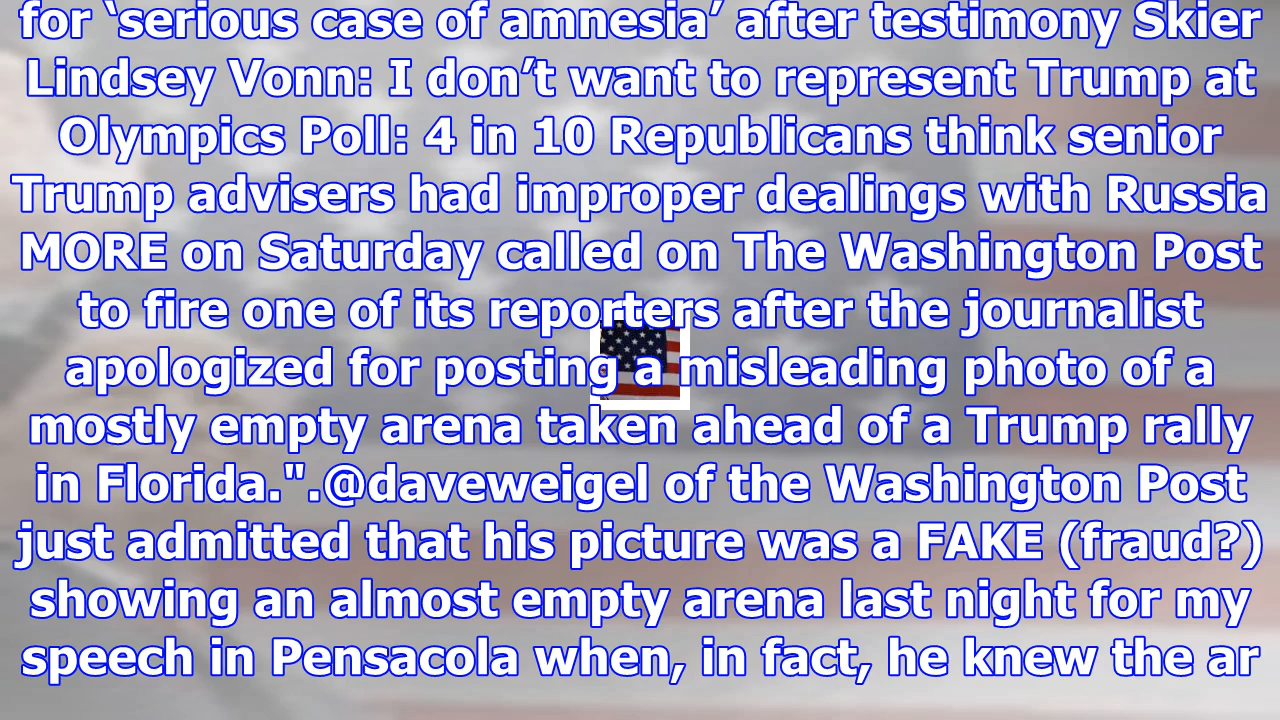 for ‘serious case of amnesia’ after testimony Skier
Lindsey Vonn: I don’t want to represent Trump at
Olympics Poll: 4 in 10 Republicans think senior
Trump advisers had improper dealings with Russia
MORE on Saturday called on The Washington Post
to fire one of its reporters after the journalist
apologized for posting a misleading photo of a
mostly empty arena taken ahead of a Trump rally
in Florida.".@daveweigel of the Washington Post
just admitted that his picture was a FAKE (fraud?)
showing an almost empty arena last night for my
speech in Pensacola when, in fact, he knew the ar